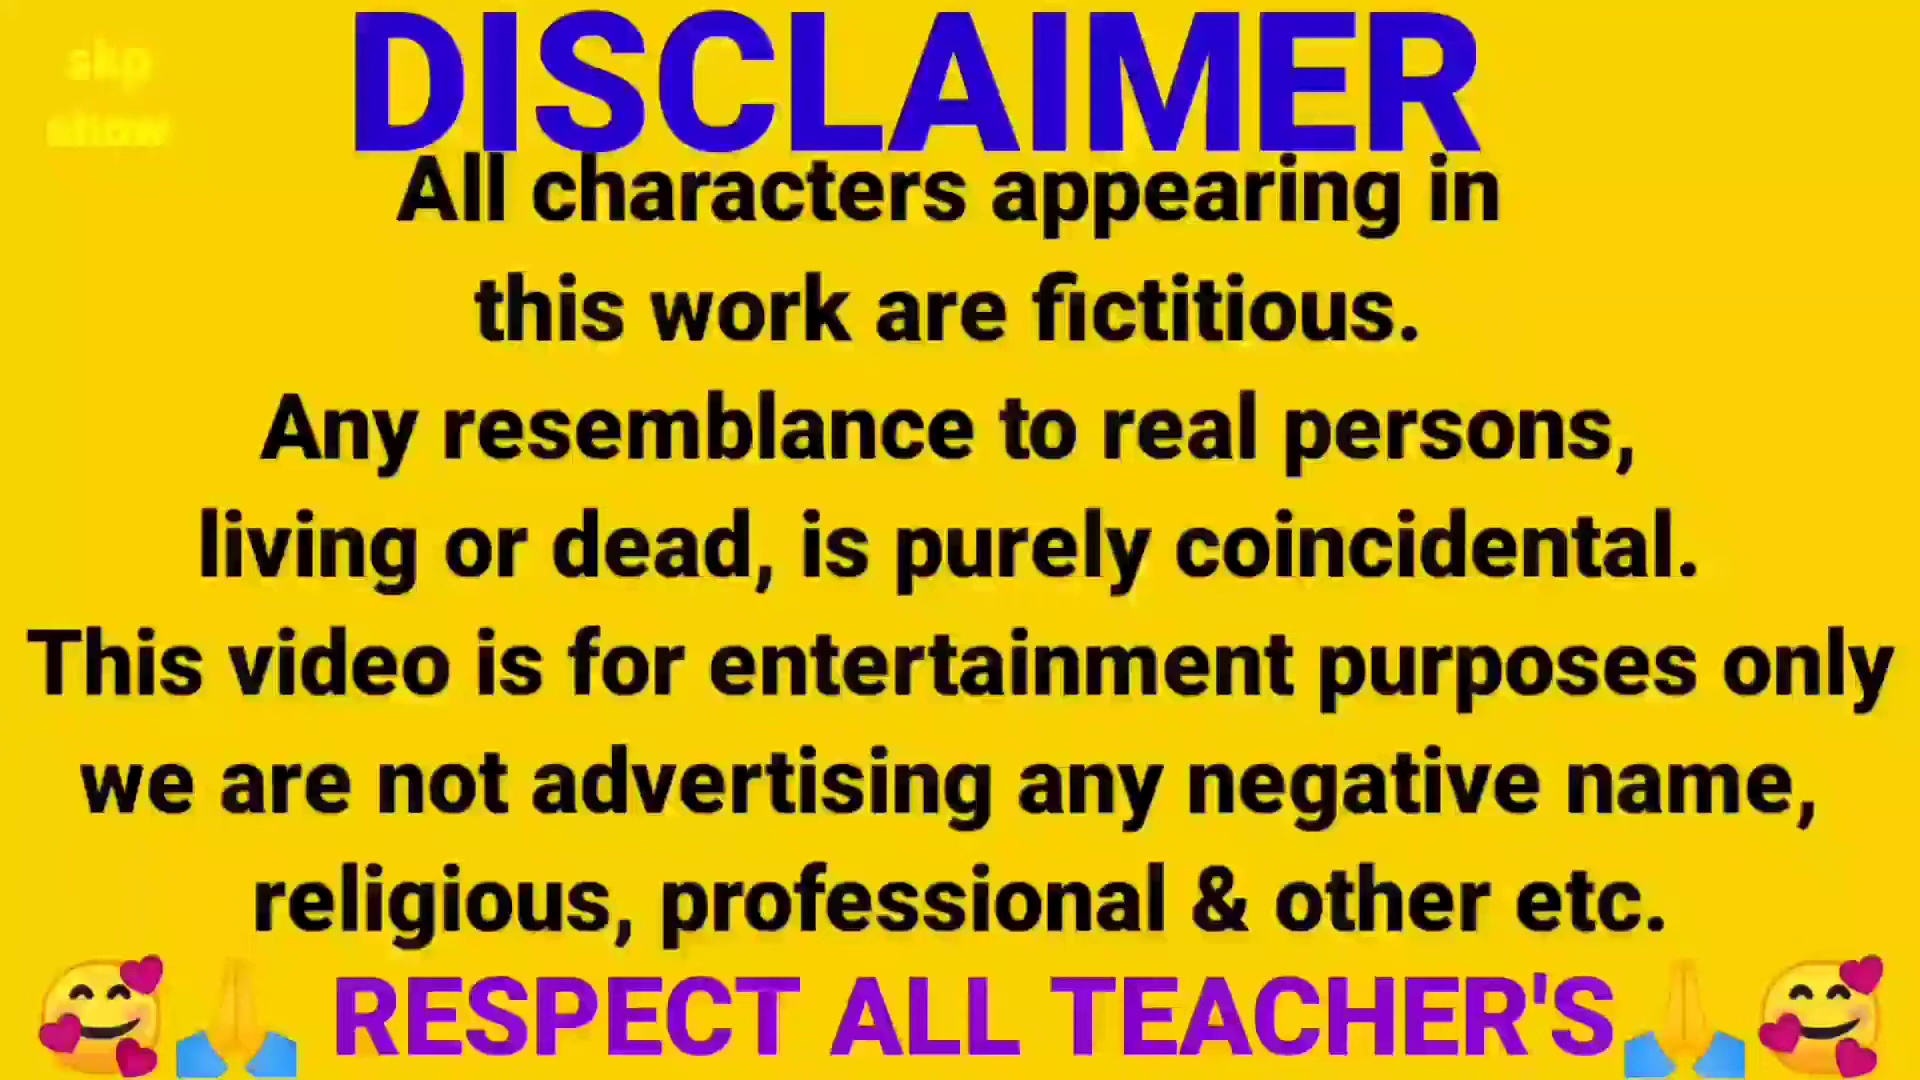 skp
show
DISCLAIMER
All characters appearing in
this work are fictitious.
Any resemblance to real persons,
living or dead, is purely coincidental.
This video is for entertainment purposes only
we are not advertising any negative name,
religious, professional & other etc.
🥰🙏 RESPECT ALL TEACHER'S 🙏🥰